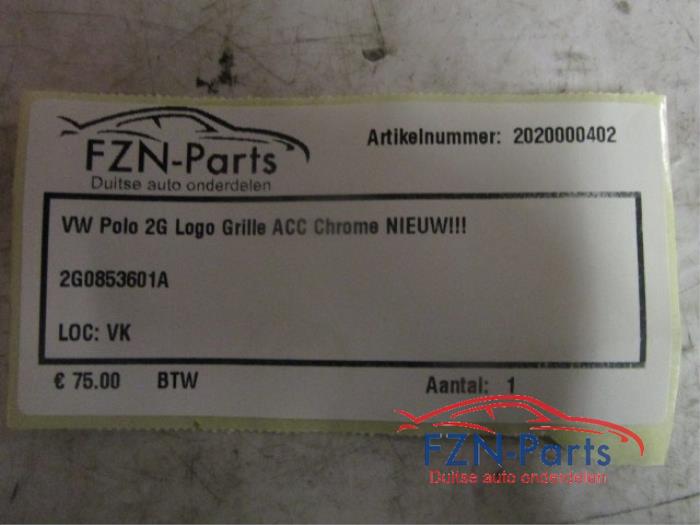 FZN-Parts
Duitse auto onderdelen
Artikelnummer: 2020000402
VW Polo 2G Logo Grille ACC Chrome NIEUW!!!
2G0853601A
LOC: VK
€ 75.00 BTW Aantal: 1
FZN-Parts
Duitse auto onderdelen